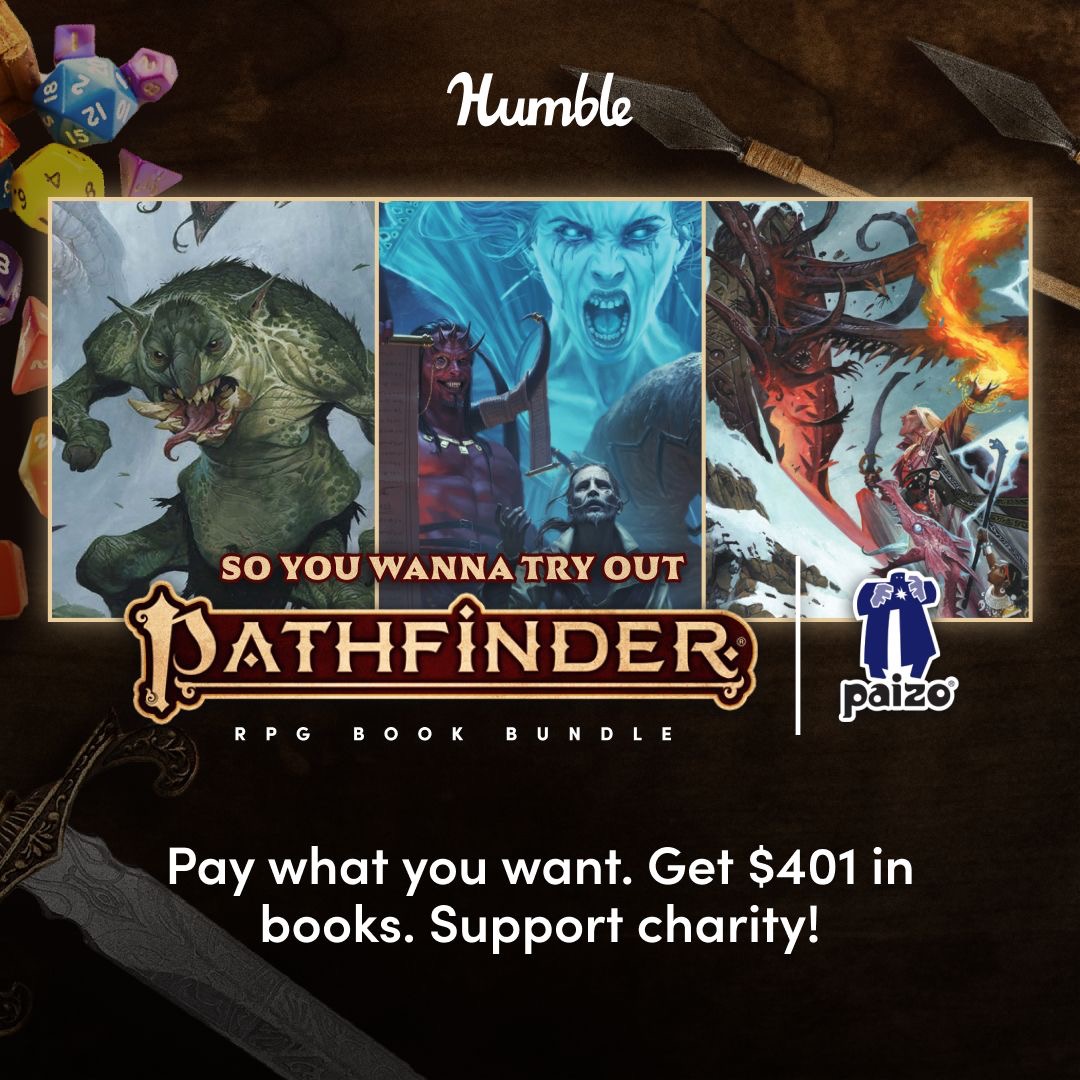 Humble
SO YOU WANNA TRY OUT
PATHFINDER®
paizo®
RPG BOOK BUNDLE
Pay what you want. Get $401 in
books. Support charity!